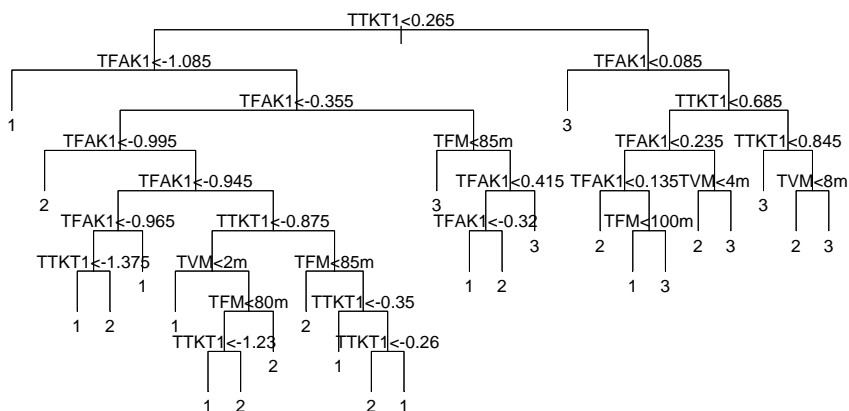 TTKT1<0.265
TFAK1<-1.085 TFAK1<0.085
1 TFAK1<-0.355 3 TTKT1<0.685
TFAK1<-0.995 TFM<85m TFAK1<0.235 TTKT1<0.845
2 TFAK1<-0.945 3 TFAK1<0.415 TFAK1<0.135 TVM<4m 3 TVM<8m
TFAK1<-0.965 TTKT1<-0.875 TFAK1<-0.32 3 2 TFM<100m 2 3 2 3
TTKT1<-1.375 1 TVM<2m TFM<85m 1 2 1 3
1 2 1 TFM<80m 2 TTKT1<-0.35
TTKT1<-1.23 2 1 TTKT1<-0.26
1 2 2 1